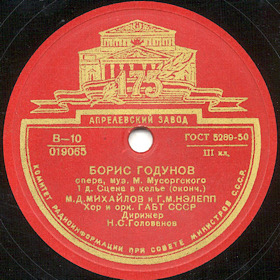 175
АПРЕЛЕВСКИЙ ЗАВОД
В-10
019065
ГОСТ 5289-50
III кл.
БОРИС ГОДУНОВ
опера, муз. М. Мусоргского
1 д. Сцена в келье (оконч.)
М.Д.МИХАЙЛОВ и Г.М.НЭЛЕПП
Хор и орк. ГАБТ СССР
Дирижер
Н.С.Голованов
КОМИТЕТ РАДИОИНФОРМАЦИИ ПРИ СОВЕТЕ МИНИСТРОВ СССР.